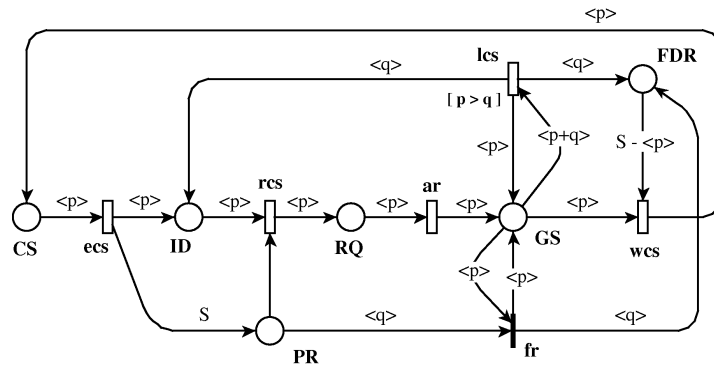 <p>
lcs
FDR
<q>
<q>
[ p > q ]
<p+q>
<p>
S - <p>
<p>
<p>
rcs
<p>
<p>
ar
<p>
<p>
CS
ecs
ID
RQ
GS
wcs
<p>
<p>
S
<q>
<q>
PR
fr